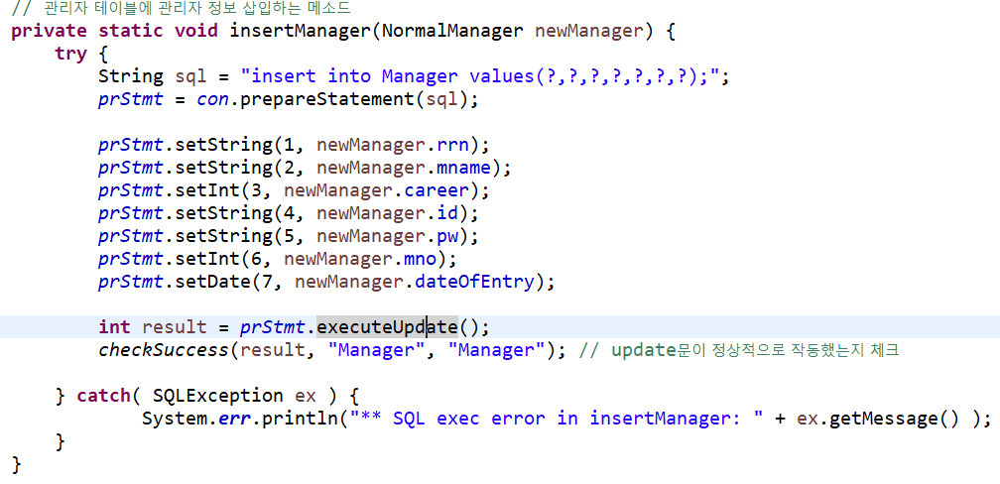 // 관리자 테이블에 관리자 정보 삽입하는 메소드
private static void insertManager(NormalManager newManager) {
try {
String sql = "insert into Manager values(?,?,?,?,?,?,?);";
prStmt = con.prepareStatement(sql);
prStmt.setString(1, newManager.rrn);
prStmt.setString(2, newManager.mname);
prStmt.setInt(3, newManager.career);
prStmt.setString(4, newManager.id);
prStmt.setString(5, newManager.pw);
prStmt.setInt(6, newManager.mno);
prStmt.setDate(7, newManager.dateOfEntry);
int result = prStmt.executeUpdate();
checkSuccess(result, "Manager", "Manager"); // update문이 정상적으로 작동했는지 체크
} catch( SQLException ex ) {
System.err.println("** SQL exec error in insertManager: " + ex.getMessage() );
}
}